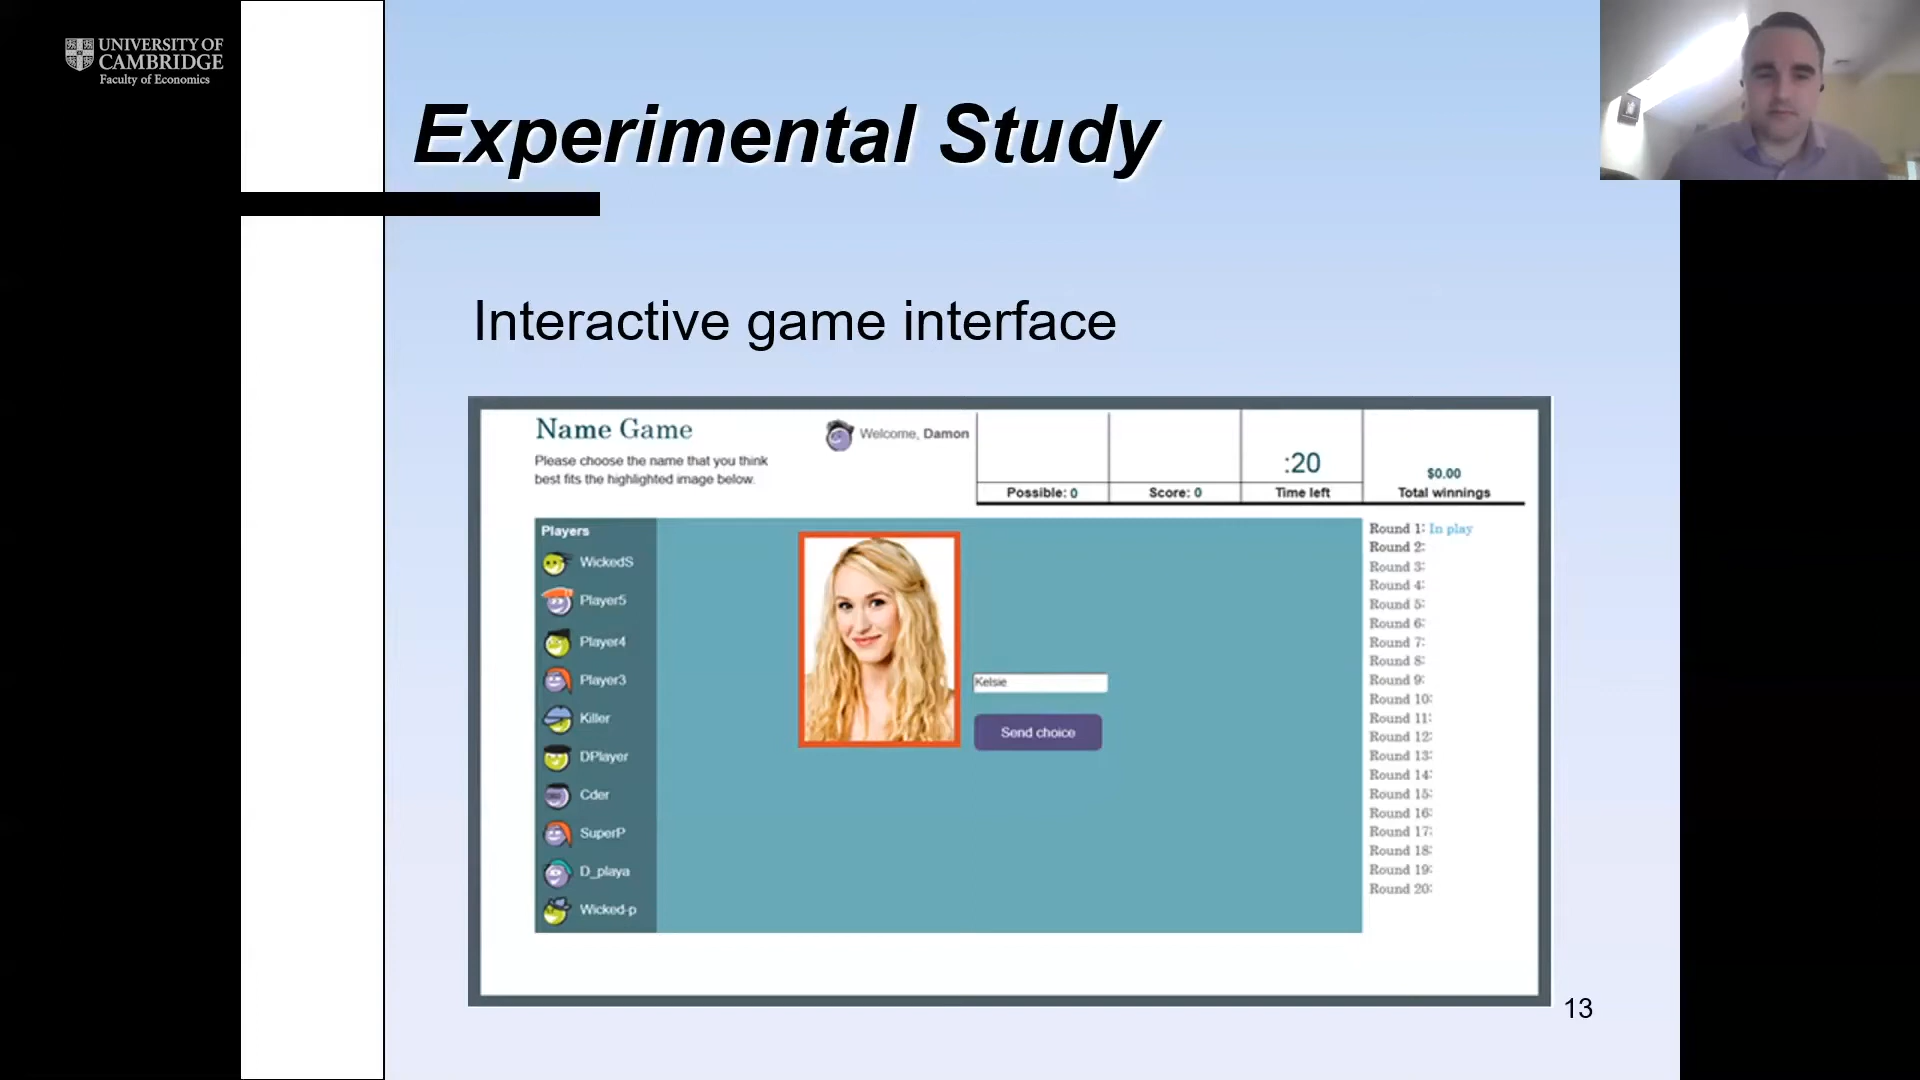 UNIVERSITY OF
CAMBRIDGE
Faculty of Economics
Experimental Study
Interactive game interface
Name Game
Please choose the name that you think
best fits the highlighted image below.
Welcome, Damon
:20
$0.00
Possible: 0
Score: 0
Time left
Total winnings
Players
WickedS
Player5
Player4
Player3
Killer
DPlayer
Cder
SuperP
D_playa
Wicked-p
Kelsie
Send choice
Round 1: In play
Round 2:
Round 3:
Round 4:
Round 5:
Round 6:
Round 7:
Round 8:
Round 9:
Round 10:
Round 11:
Round 12:
Round 13:
Round 14:
Round 15:
Round 16:
Round 17:
Round 18:
Round 19:
Round 20:
13